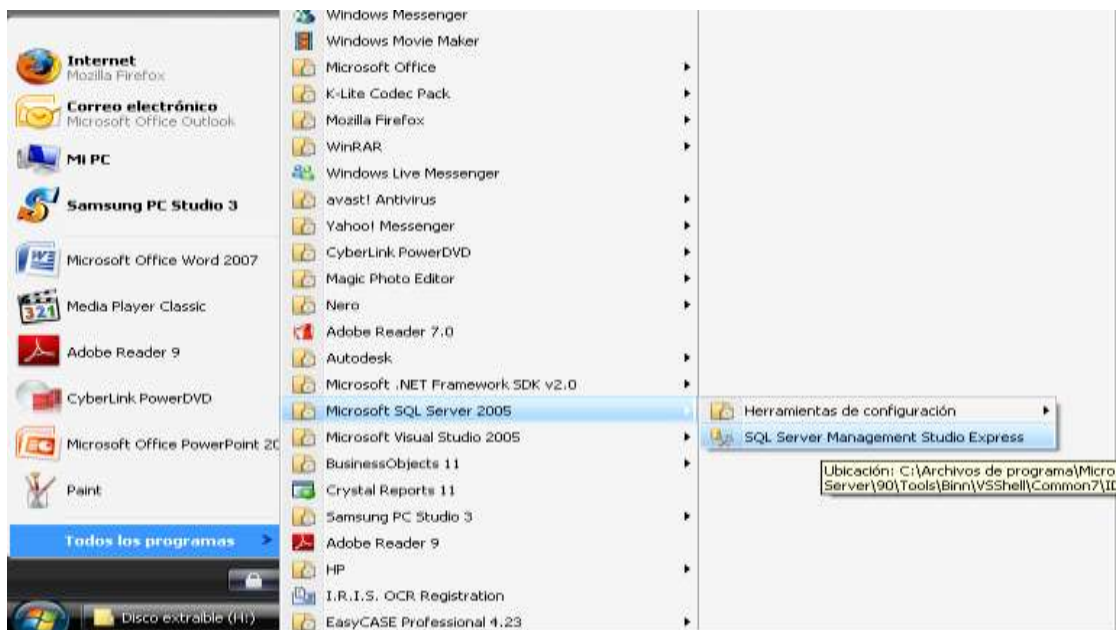 Internet
Mozilla Firefox
Correo electrónico
Microsoft Office Outlook
Mi PC
Samsung PC Studio 3
Microsoft Office Word 2007
Media Player Classic
Adobe Reader 9
CyberLink PowerDVD
Microsoft Office PowerPoint 20
Paint
Todos los programas
Disco extraíble (H:)
Windows Messenger
Windows Movie Maker
Microsoft Office
K-Lite Codec Pack
Mozilla Firefox
WinRAR
Windows Live Messenger
avast! Antivirus
Yahoo! Messenger
CyberLink PowerDVD
Magic Photo Editor
Nero
Adobe Reader 7.0
Autodesk
Microsoft .NET Framework SDK v2.0
Microsoft SQL Server 2005
Microsoft Visual Studio 2005
BusinessObjects 11
Crystal Reports 11
Samsung PC Studio 3
Adobe Reader 9
HP
I.R.I.S. OCR Registration
EasyCASE Professional 4.23
Herramientas de configuración
SQL Server Management Studio Express
Ubicación: C:\Archivos de programa\Micro
Server\90\Tools\Binn\VSShell\Common7\ID